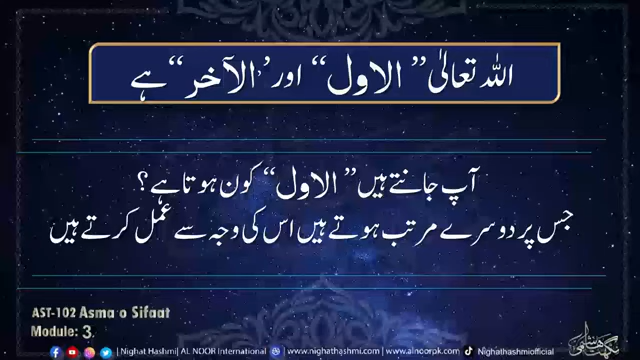 اللہ تعالیٰ ”الاول“ اور ”الآخر“ ہے
آپ جانتے ہیں ”الاول“ کون ہوتا ہے؟
جس پر دوسرے مرتب ہوتے ہیں اس کی وجہ سے عمل کرتے ہیں
AST-102 Asma o Sifaat
Module: 3
| Nighat Hashmi| AL NOOR International | www.nighathashmi.com : www.alnoorpk.com | Nighathashmiofficial